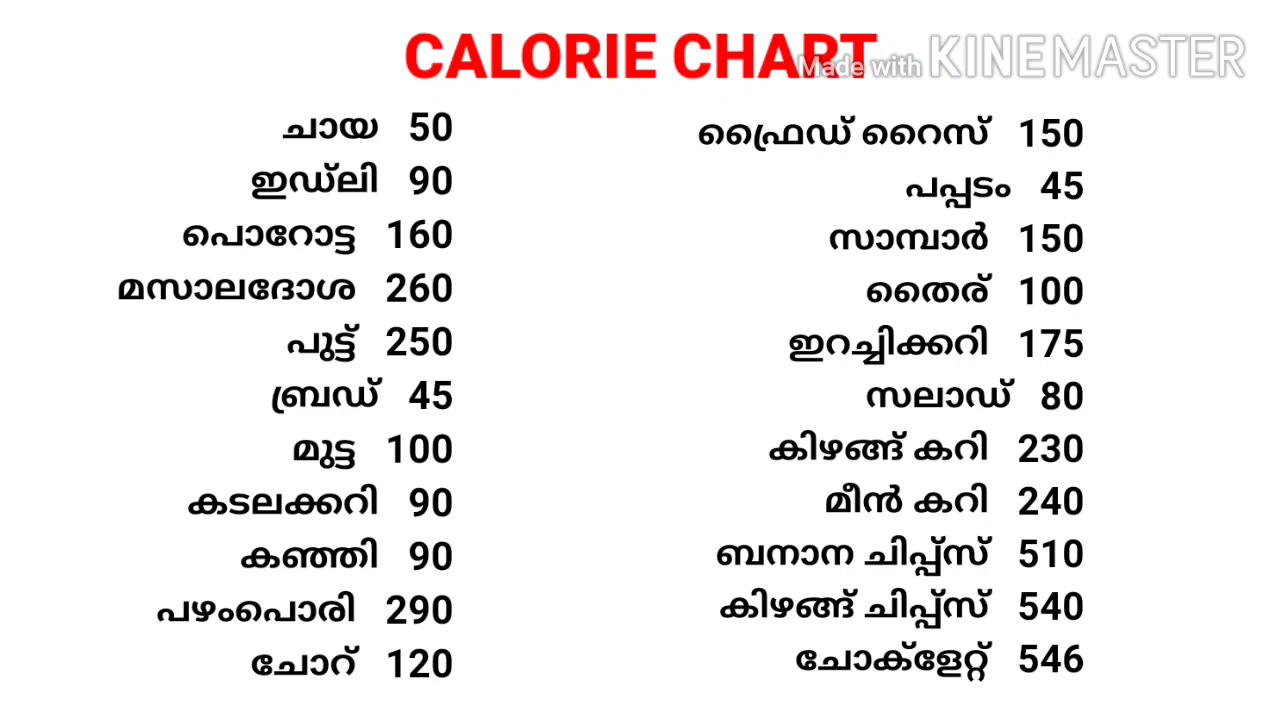 CALORIE CHART
Made with KINEMASTER
ചായ 50
ഇഡ്ലി 90
പൊറോട്ട 160
മസാലദോശ 260
പുട്ട് 250
ബ്രഡ് 45
മുട്ട 100
കടലക്കറി 90
കഞ്ഞി 90
പഴംപൊരി 290
ചോറ് 120
ഫ്രൈഡ് റൈസ് 150
പപ്പടം 45
സാമ്പാർ 150
തൈര് 100
ഇറച്ചിക്കറി 175
സലാഡ് 80
കിഴങ്ങ് കറി 230
മീൻ കറി 240
ബനാന ചിപ്പ്സ് 510
കിഴങ്ങ് ചിപ്പ്സ് 540
ചോക്ളേറ്റ് 546